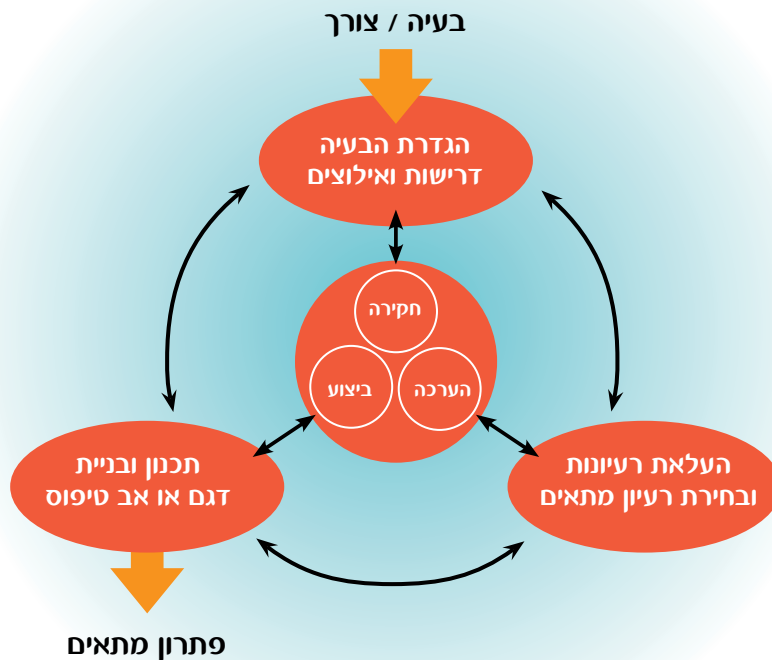 בעיה / צורך
הגדרת הבעיה
דרישות ואילוצים
חקירה
הערכה
ביצוע
העלאת רעיונות
ובחירת רעיון מתאים
תכנון ובניית
דגם או אב טיפוס
פתרון מתאים